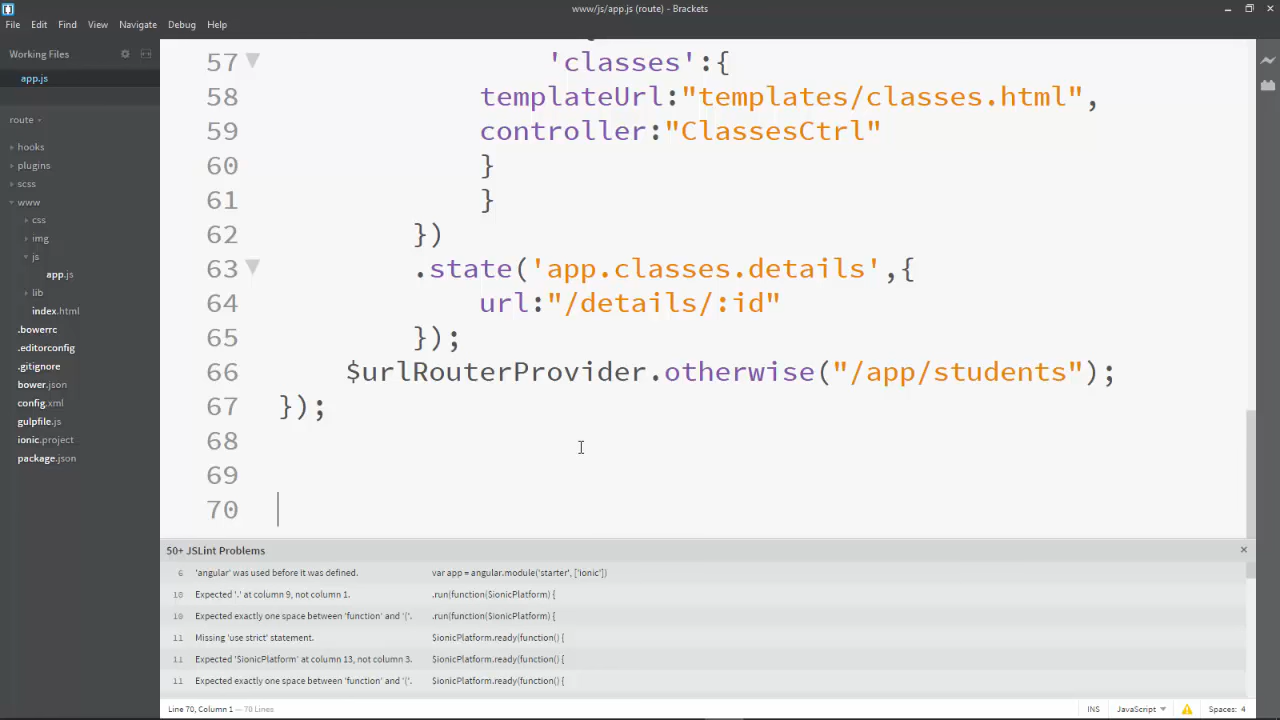 www/js/app.js (route) - Brackets
File Edit Find View Navigate Debug Help
Working Files
app.js
route
hooks
plugins
scss
www
css
img
js
app.js
lib
index.html
.bowerrc
.editorconfig
.gitignore
bower.json
config.xml
gulpfile.js
ionic.project
package.json
57 'classes':{
58 templateUrl:"templates/classes.html",
59 controller:"ClassesCtrl"
60 }
61 }
62 })
63 .state('app.classes.details',{
64 url:"/details/:id"
65 });
66 $urlRouterProvider.otherwise("/app/students");
67 });
68
69
70
50+ JSLint Problems
6 'angular' was used before it was defined. var app = angular.module('starter', ['ionic'])
10 Expected '.' at column 9, not column 1. .run(function($ionicPlatform) {
10 Expected exactly one space between 'function' and '('. .run(function($ionicPlatform) {
11 Missing 'use strict' statement. $ionicPlatform.ready(function() {
11 Expected '$ionicPlatform' at column 13, not column 3. $ionicPlatform.ready(function() {
11 Expected exactly one space between 'function' and '('. $ionicPlatform.ready(function() {
Line 70, Column 1 — 70 Lines
INS JavaScript Spaces: 4